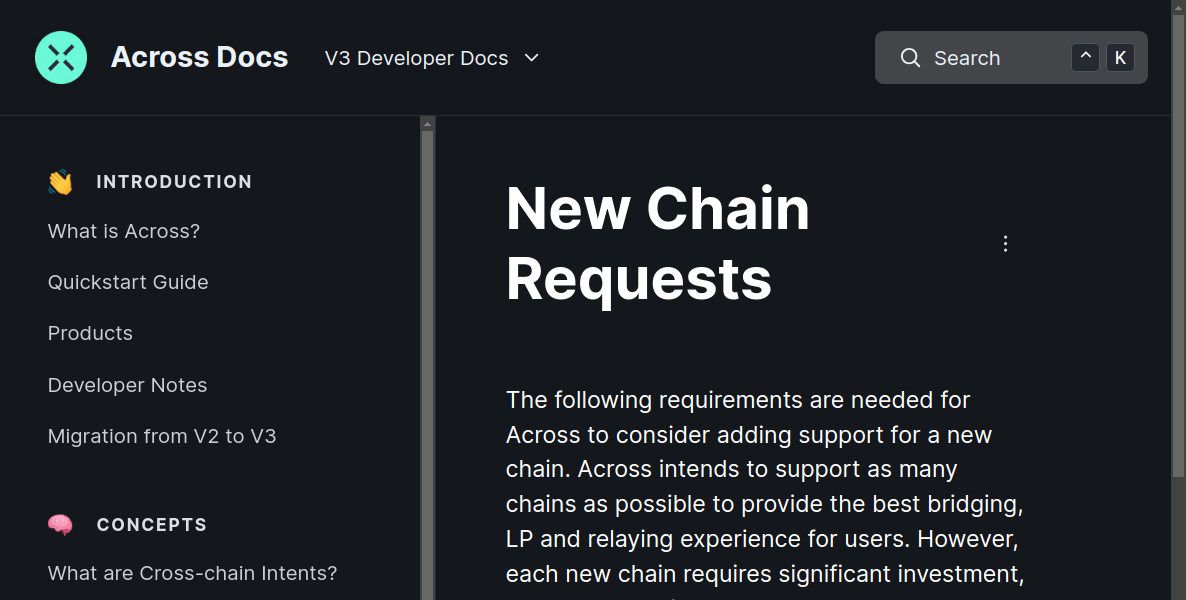 Across Docs
V3 Developer Docs
Search
^ K
INTRODUCTION
What is Across?
Quickstart Guide
Products
Developer Notes
Migration from V2 to V3
CONCEPTS
What are Cross-chain Intents?
New Chain
Requests
The following requirements are needed for
Across to consider adding support for a new
chain. Across intends to support as many
chains as possible to provide the best bridging,
LP and relaying experience for users. However,
each new chain requires significant investment,